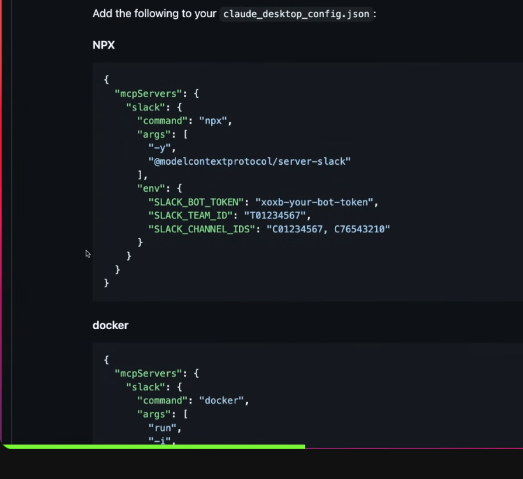 Add the following to your claude_desktop_config.json:
NPX
{
  "mcpServers": {
    "slack": {
      "command": "npx",
      "args": [
        "-y",
        "@modelcontextprotocol/server-slack"
      ],
      "env": {
        "SLACK_BOT_TOKEN": "xoxb-your-bot-token",
        "SLACK_TEAM_ID": "T01234567",
        "SLACK_CHANNEL_IDS": "C01234567, C76543210"
      }
    }
  }
}
docker
{
  "mcpServers": {
    "slack": {
      "command": "docker",
      "args": [
        "run",
        "-i",